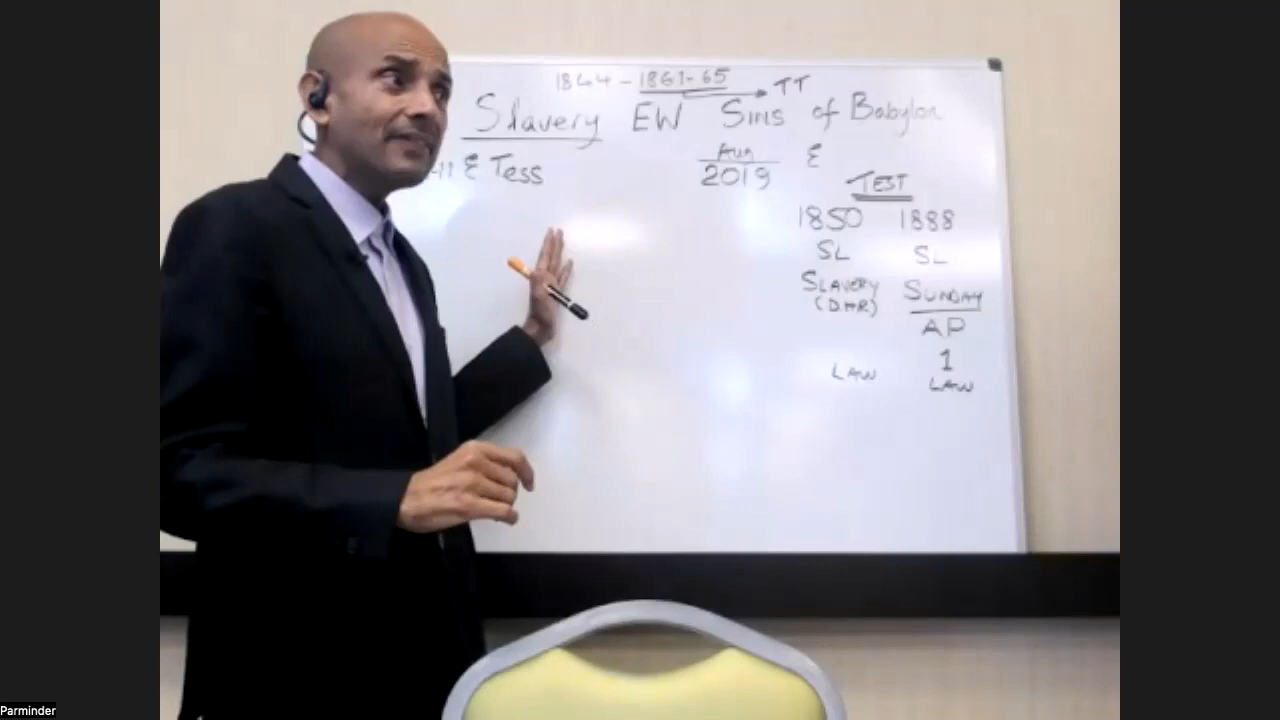 1844 - 1861-65 → TT
Slavery EW Sins of Babylon
-11 & Tess
Aug
2019
&
TEST
1850 1888
SL SL
SLAVERY SUNDAY
(DHR) AP
1
LAW LAW
Parminder